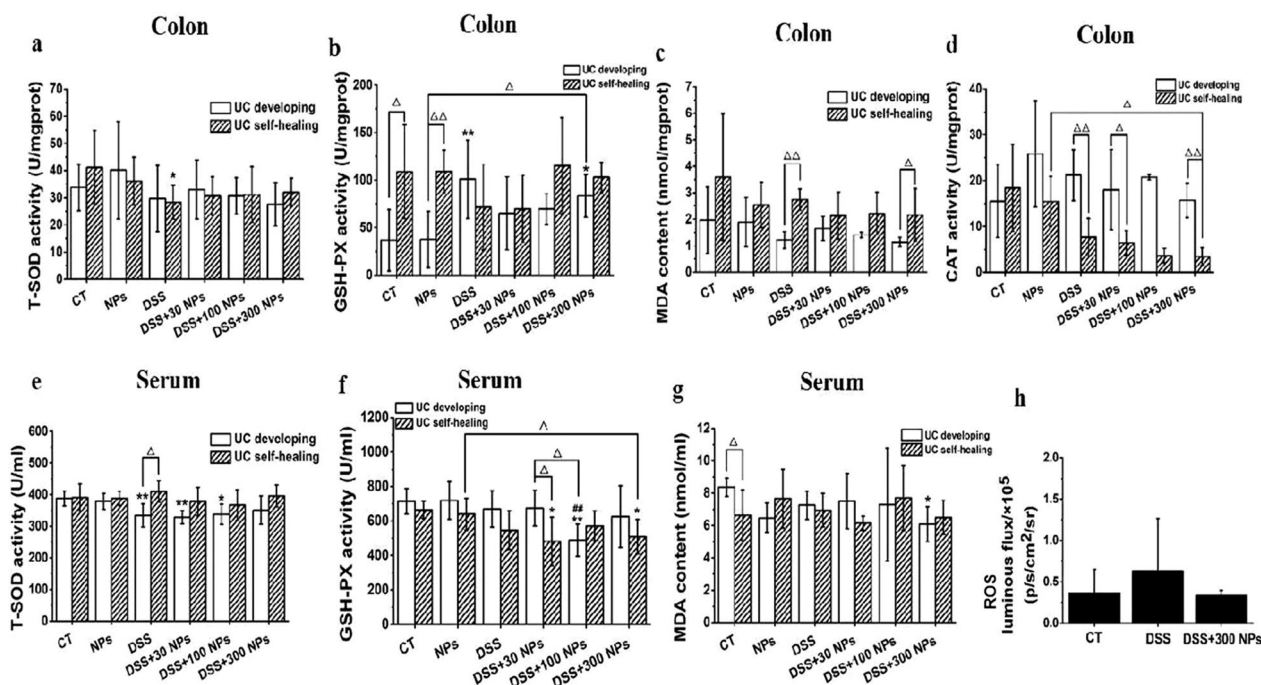 a
Colon
T-SOD activity (U/mgprot)
70
60
50
40
30
20
10
0
UC developing
UC self-healing
*
CT
NPs
DSS
DSS+30 NPs
DSS+100 NPs
DSS+300 NPs
b
Colon
GSH-PX activity (U/mgprot)
200
150
100
50
0
UC developing
UC self-healing
Δ
Δ
ΔΔ
**
*
CT
NPs
DSS
DSS+30 NPs
DSS+100 NPs
DSS+300 NPs
c
Colon
MDA content (nmol/mgprot)
7
6
5
4
3
2
1
0
UC developing
UC self-healing
ΔΔ
Δ
CT
NPs
DSS
DSS+30 NPs
DSS+100 NPs
DSS+300 NPs
d
Colon
CAT activity (U/mgprot)
40
30
20
10
0
UC developing
UC self-healing
Δ
ΔΔ
Δ
ΔΔ
CT
NPs
DSS
DSS+30 NPs
DSS+100 NPs
DSS+300 NPs
e
Serum
T-SOD activity (U/ml)
600
500
400
300
200
100
0
UC developing
UC self-healing
Δ
**
**
*
CT
NPs
DSS
DSS+30 NPs
DSS+100 NPs
DSS+300 NPs
f
Serum
GSH-PX activity (U/ml)
1200
1000
800
600
400
200
0
UC developing
UC self-healing
Δ
Δ
Δ
*
##
**
*
CT
NPs
DSS
DSS+30 NPs
DSS+100 NPs
DSS+300 NPs
g
Serum
MDA content (nmol/ml)
12
10
8
6
4
2
0
UC developing
UC self-healing
Δ
*
CT
NPs
DSS
DSS+30 NPs
DSS+100 NPs
DSS+300 NPs
h
ROS
luminous flux/×10⁵
(p/s/cm²/sr)
2.0
1.5
1.0
0.5
0.0
CT
DSS
DSS+300 NPs